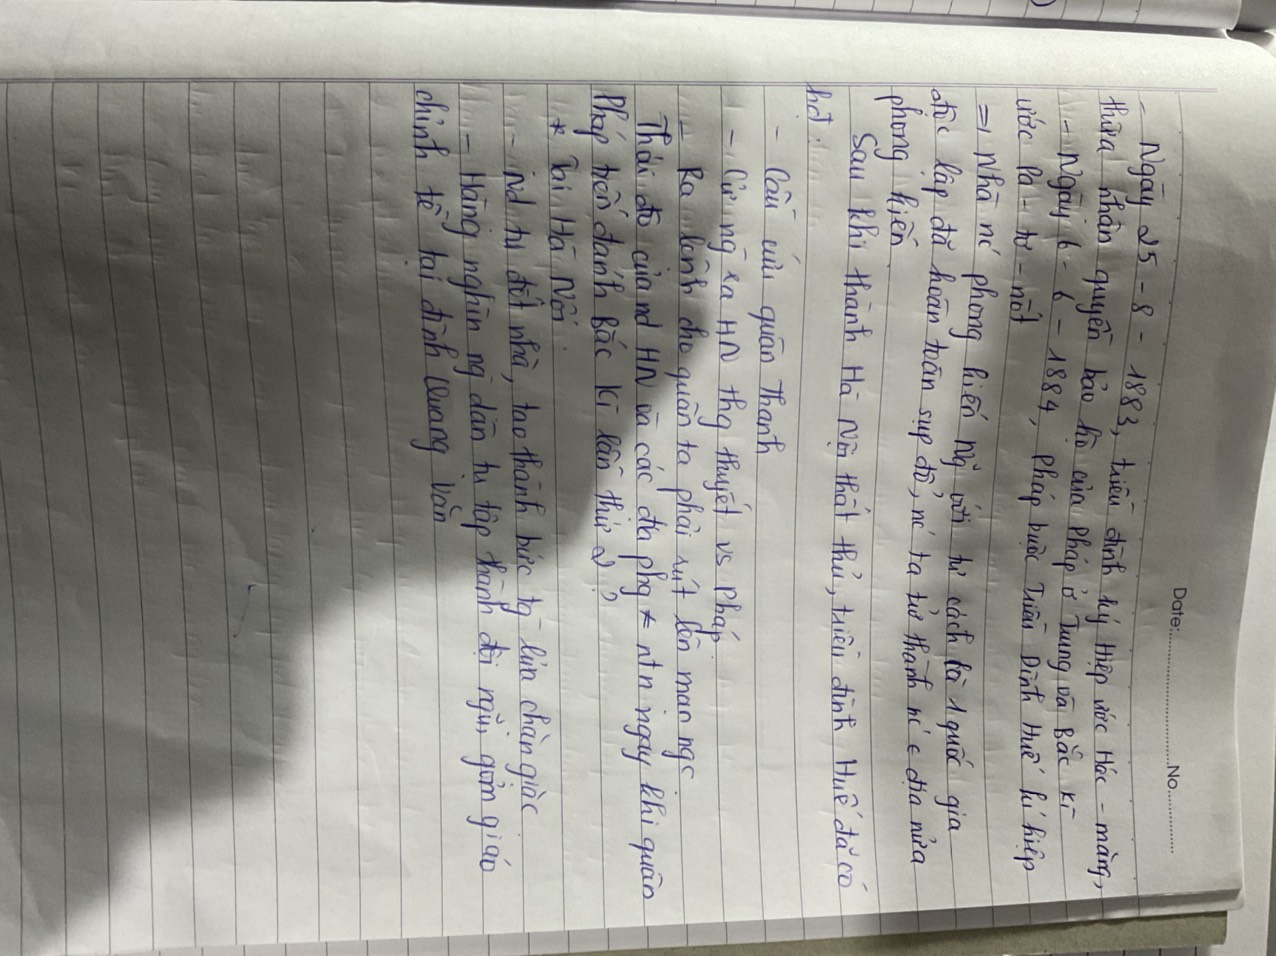 Date:...............No............
- Ngày 25-8-1883, triều đình ký Hiệp ước Hác-măng,
thừa nhận quyền bảo hộ của Pháp ở Trung và Bắc kì
- Ngày 6-6-1884, Pháp buộc Triều Đình Huế kí hiệp
ước Pa-tơ-nốt
=> Nhà nc phong kiến Ng̃ với tư cách là 1 quốc gia
độc lập đã hoàn toàn sụp đổ, nc ta trở thành nc € địa nửa
phong kiến
Sau khi thành Hà Nội thất thủ, triều đình Huế đã có
hđ:
- Cầu cứu quân Thanh
- Cử ng ra HN thg thuyết vs Pháp
- Ra lệnh cho quân ta phải rút lên mạn ngc
Thái độ của nd HN và các địa phg ≠ ntn ngay khi quân
Pháp trên đánh Bắc Kì lần thứ 2?
* Tại Hà Nội
- Nd tự đốt nhà, tạo thành bức tg lửa chặn giặc
- Hàng nghìn ng dân tụ tập thành đội ngũ, gươm giáo
chỉnh tề tại đình Quang Văn